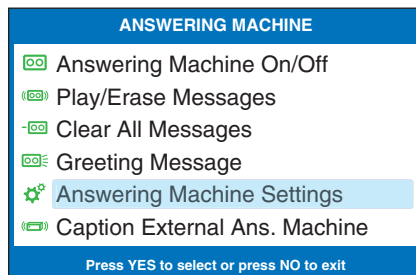 ANSWERING MACHINE
Answering Machine On/Off
Play/Erase Messages
Clear All Messages
Greeting Message
Answering Machine Settings
Caption External Ans. Machine
Press YES to select or press NO to exit